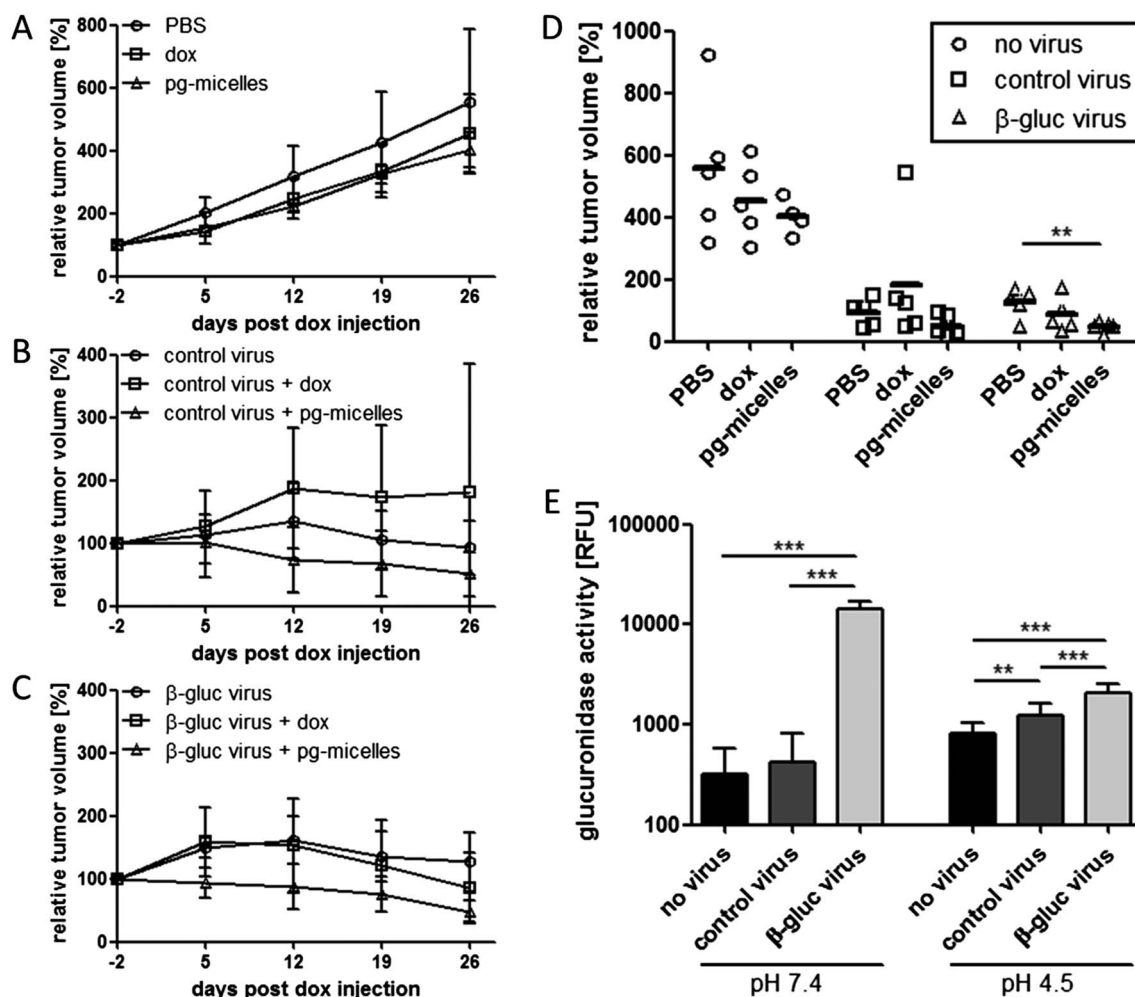 A
relative tumor volume [%]
800
600
400
200
0
PBS
dox
pg-micelles
-2 5 12 19 26
days post dox injection
B
relative tumor volume [%]
400
300
200
100
0
control virus
control virus + dox
control virus + pg-micelles
-2 5 12 19 26
days post dox injection
C
relative tumor volume [%]
400
300
200
100
0
β-gluc virus
β-gluc virus + dox
β-gluc virus + pg-micelles
-2 5 12 19 26
days post dox injection
D
relative tumor volume [%]
1000
800
600
400
200
0
no virus
control virus
β-gluc virus
**
PBS
dox
pg-micelles
PBS
dox
pg-micelles
PBS
dox
pg-micelles
E
glucuronidase activity [RFU]
100000
10000
1000
100
***
***
***
**
***
no virus
control virus
β-gluc virus
no virus
control virus
β-gluc virus
pH 7.4
pH 4.5